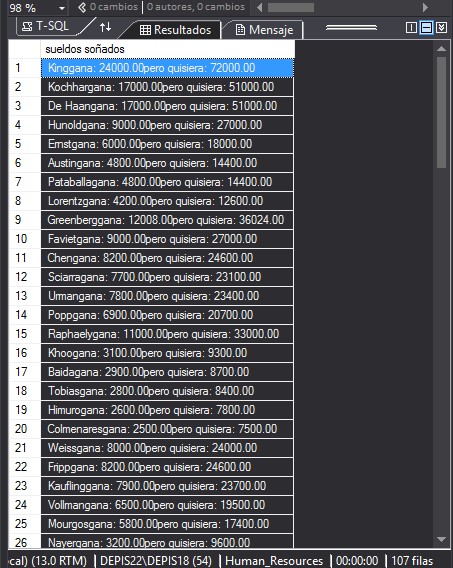 98 %
0 cambios | 0 autores, 0 cambios
T-SQL Resultados Mensaje
sueldos soñados
1 Kinggana: 24000.00pero quisiera: 72000.00
2 Kochhargana: 17000.00pero quisiera: 51000.00
3 De Haangana: 17000.00pero quisiera: 51000.00
4 Hunoldgana: 9000.00pero quisiera: 27000.00
5 Ernstgana: 6000.00pero quisiera: 18000.00
6 Austingana: 4800.00pero quisiera: 14400.00
7 Pataballagana: 4800.00pero quisiera: 14400.00
8 Lorentzgana: 4200.00pero quisiera: 12600.00
9 Greenberggana: 12008.00pero quisiera: 36024.00
10 Favietgana: 9000.00pero quisiera: 27000.00
11 Chengana: 8200.00pero quisiera: 24600.00
12 Sciarragana: 7700.00pero quisiera: 23100.00
13 Urmangana: 7800.00pero quisiera: 23400.00
14 Poppgana: 6900.00pero quisiera: 20700.00
15 Raphaelygana: 11000.00pero quisiera: 33000.00
16 Khoogana: 3100.00pero quisiera: 9300.00
17 Baidagana: 2900.00pero quisiera: 8700.00
18 Tobiasgana: 2800.00pero quisiera: 8400.00
19 Himurogana: 2600.00pero quisiera: 7800.00
20 Colmenaresgana: 2500.00pero quisiera: 7500.00
21 Weissgana: 8000.00pero quisiera: 24000.00
22 Frippgana: 8200.00pero quisiera: 24600.00
23 Kauflinggana: 7900.00pero quisiera: 23700.00
24 Vollmangana: 6500.00pero quisiera: 19500.00
25 Mourgosgana: 5800.00pero quisiera: 17400.00
26 Nayergana: 3200.00pero quisiera: 9600.00
ocal) (13.0 RTM) | DEPIS22\DEPIS18 (54) | Human_Resources | 00:00:00 | 107 filas